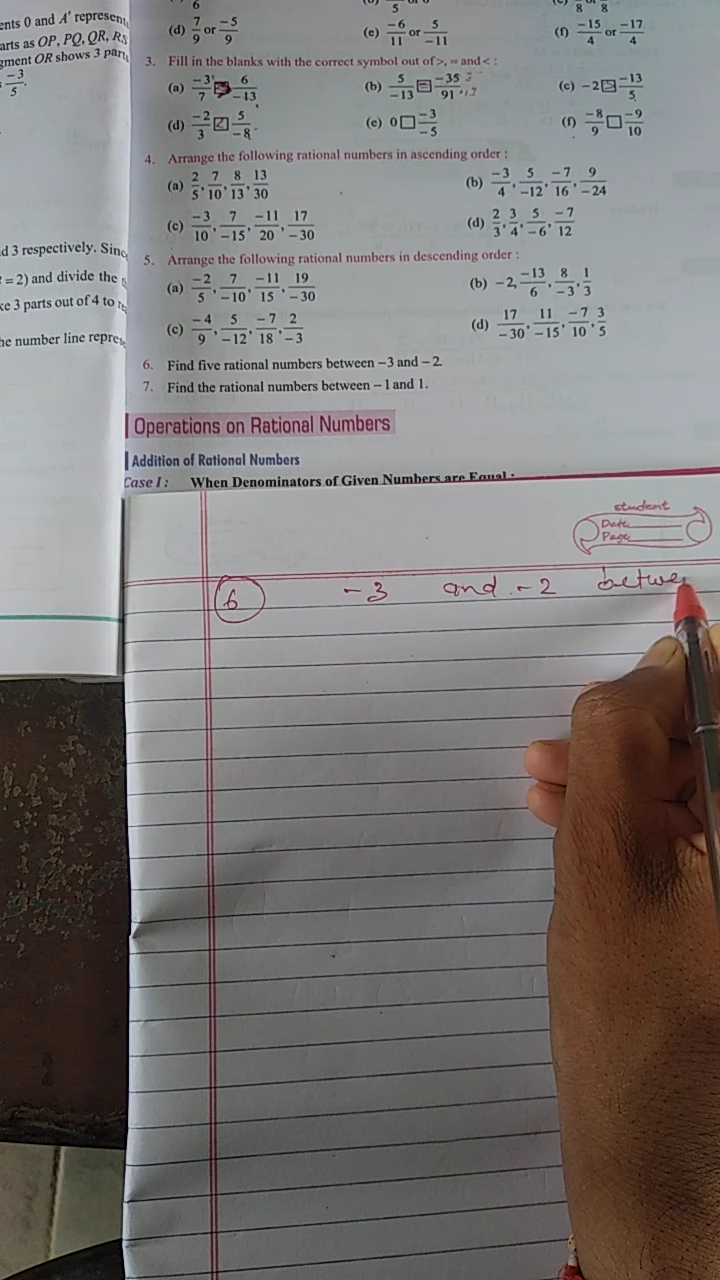 ents 0 and A' represent
arts as OP, PQ, QR, RS
gment OR shows 3 part
-3/5.
d 3 respectively. Sinc
= 2) and divide the
ke 3 parts out of 4 to
he number line repres
6 5 8 8
(d) 7/9 or -5/9 (e) -6/11 or 5/-11 (f) -15/4 or -17/4
3. Fill in the blanks with the correct symbol out of >, = and < :
(a) -3/7 6/-13 (b) 5/-13 = -35/91 (c) -2 > -13/5
(d) -2/3 5/-8 (e) 0 □ -3/-5 (f) -8/9 □ -9/10
4. Arrange the following rational numbers in ascending order :
(a) 2/5, 7/10, 8/13, 13/30 (b) -3/4, 5/-12, -7/16, 9/-24
(c) -3/10, 7/-15, -11/20, 17/-30 (d) 2/3, 3/4, 5/-6, -7/12
5. Arrange the following rational numbers in descending order :
(a) -2/5, 7/-10, -11/15, 19/-30 (b) -2, -13/6, 8/-3, 1/3
(c) -4/9, 5/-12, -7/18, 2/-3 (d) 17/-30, 11/-15, -7/10, 3/5
6. Find five rational numbers between -3 and -2.
7. Find the rational numbers between -1 and 1.
Operations on Rational Numbers
Addition of Rational Numbers
Case I : When Denominators of Given Numbers are Equal :
student
Date
Page
6 -3 and -2 betwe